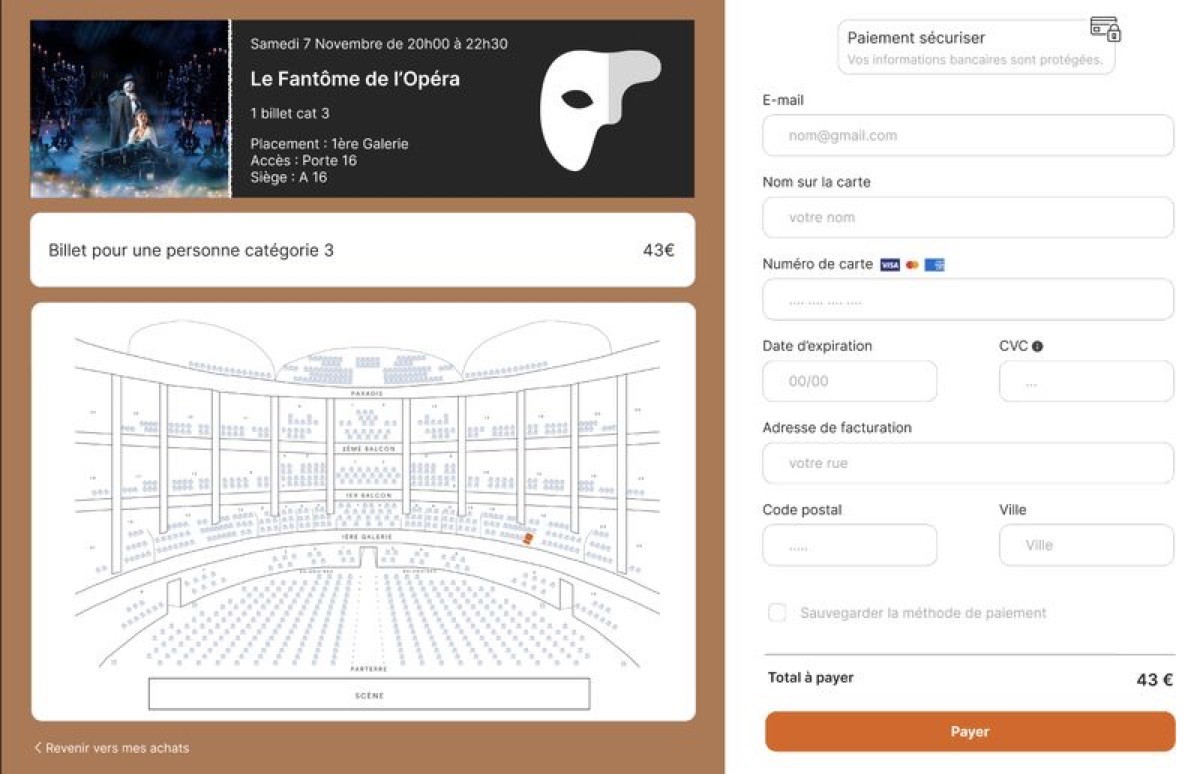 Samedi 7 Novembre de 20h00 à 22h30
Le Fantôme de l’Opéra
1 billet cat 3
Placement : 1ère Galerie
Accès : Porte 16
Siège : A 16
Billet pour une personne catégorie 3
43€
PARADIS
2ÈME BALCON
1ER BALCON
1ÈRE GALERIE
PARTERRE
SCÈNE
< Revenir vers mes achats
Paiement sécuriser
Vos informations bancaires sont protégées.
E-mail
nom@gmail.com
Nom sur la carte
votre nom
Numéro de carte VISA
.... .... .... ....
Date d’expiration
CVC
00/00
...
Adresse de facturation
votre rue
Code postal
Ville
.....
Ville
Sauvegarder la méthode de paiement
Total à payer
43 €
Payer